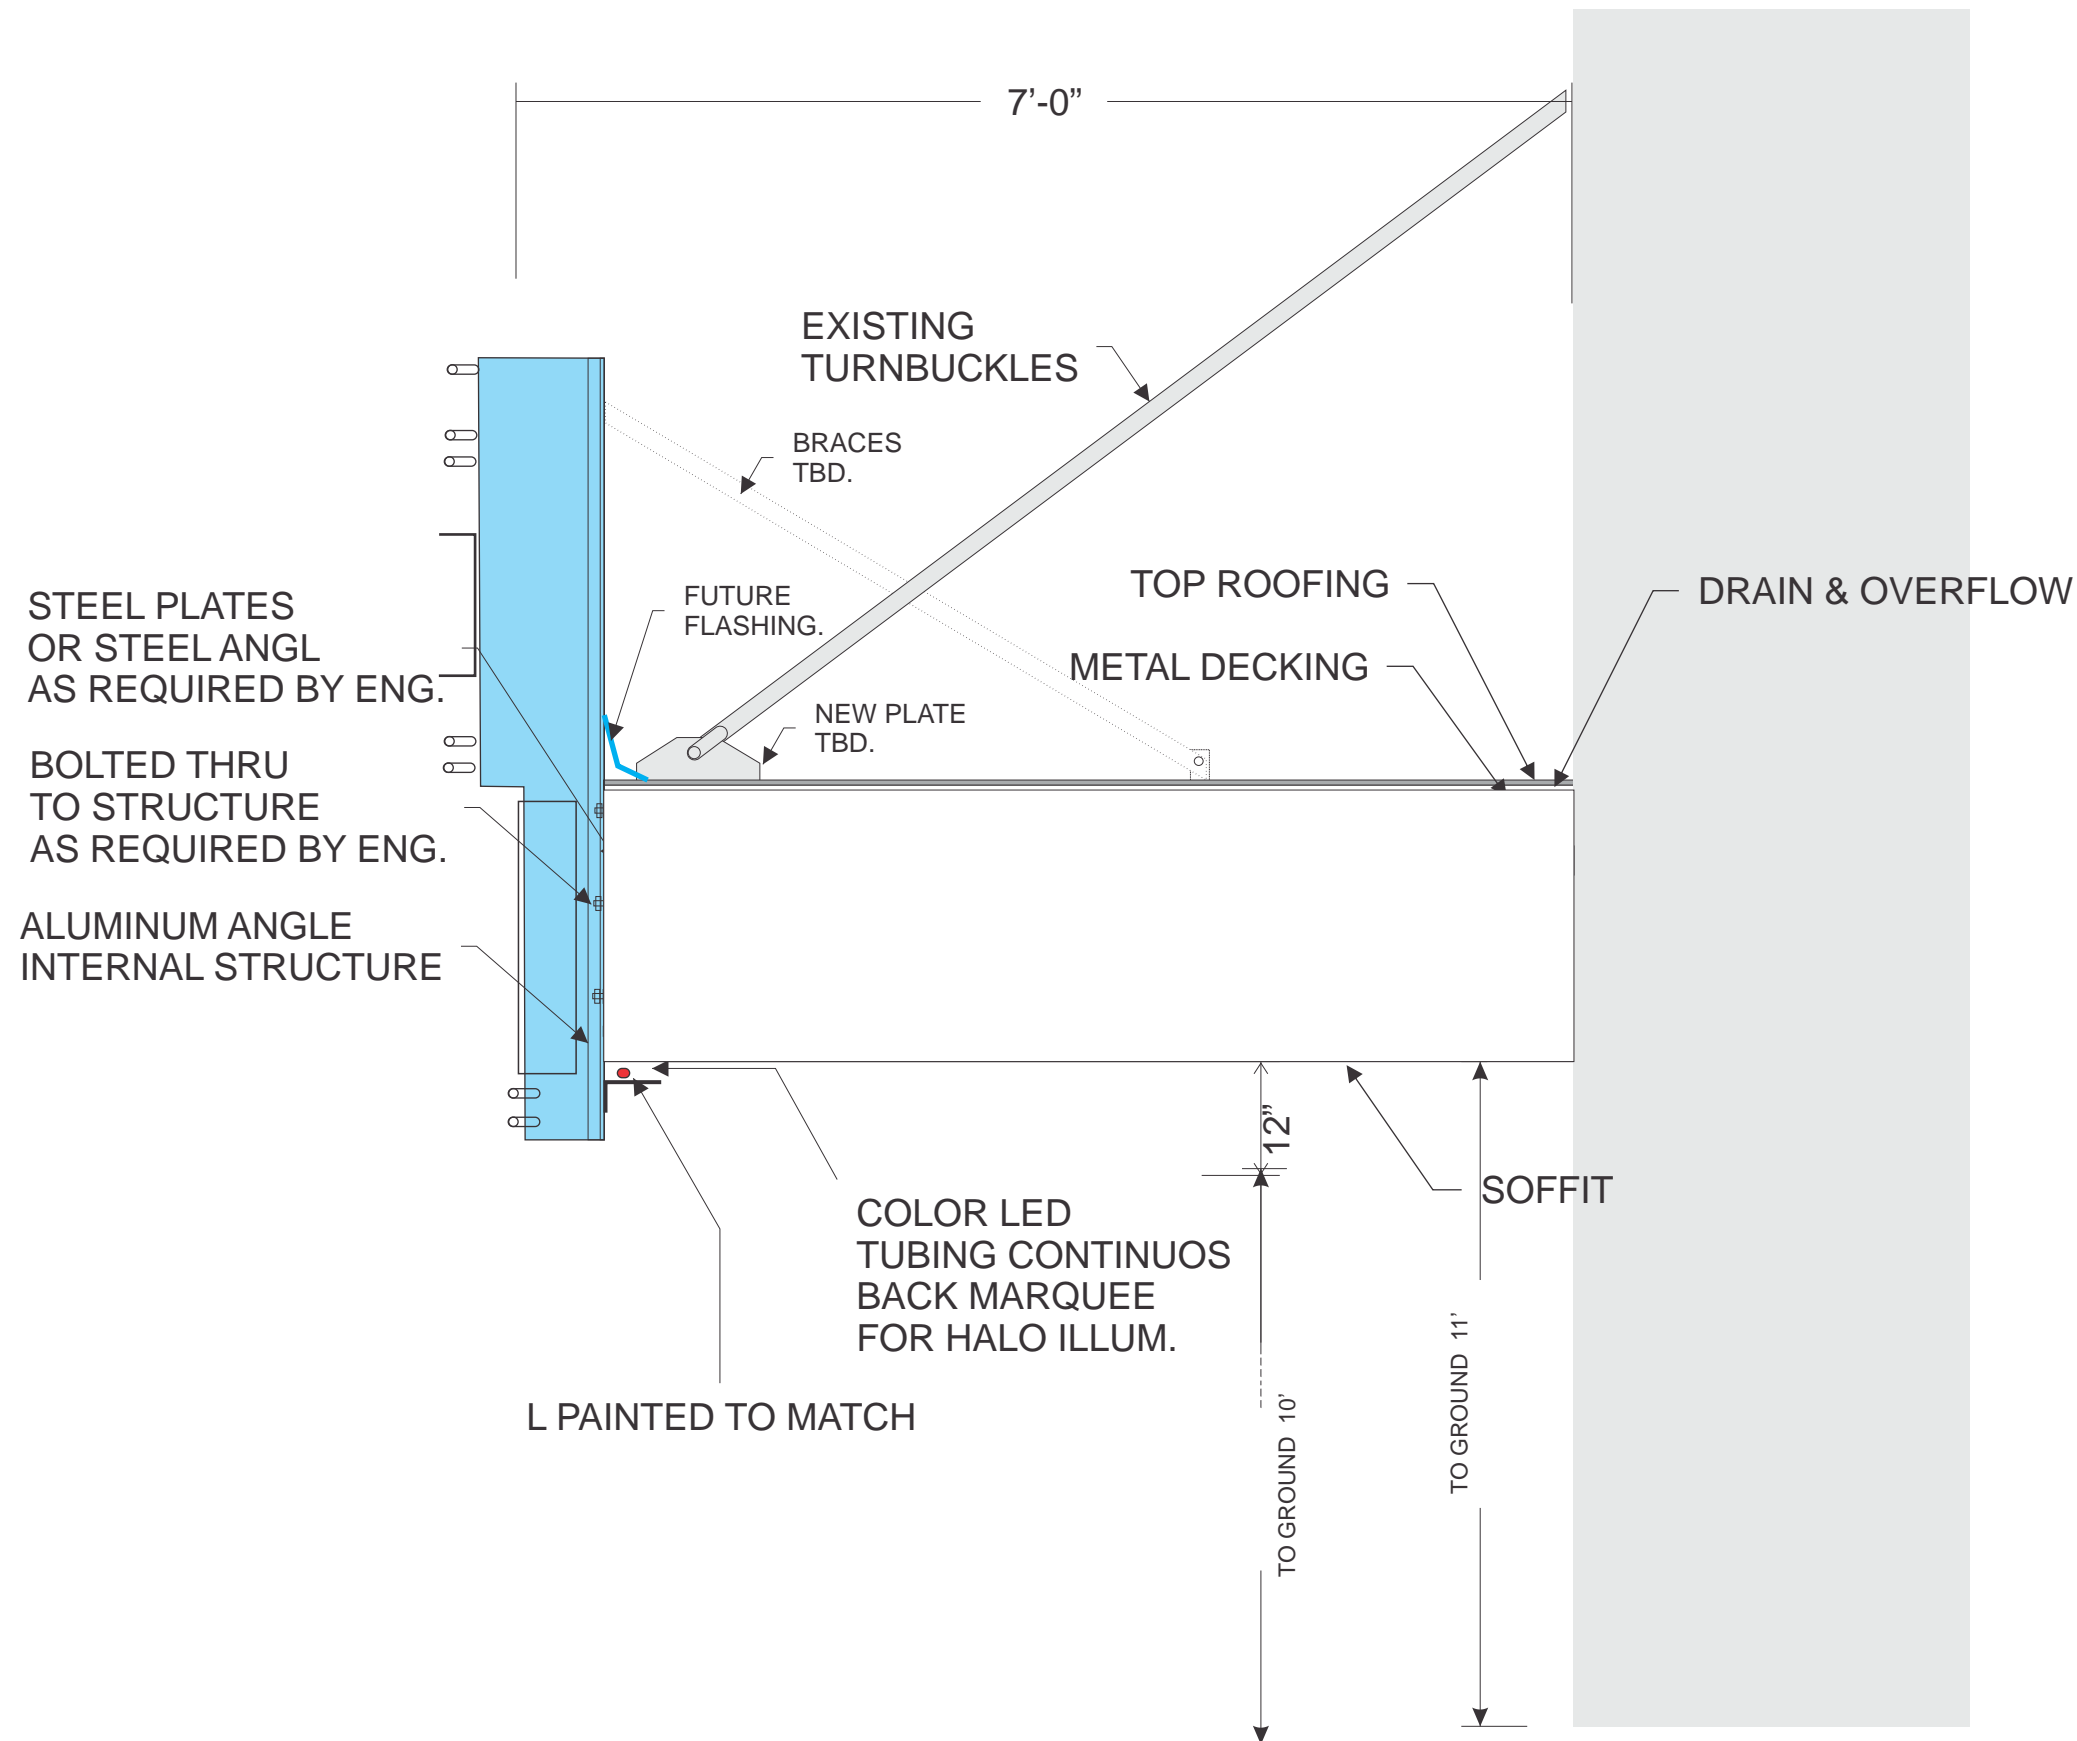 7’-0”
EXISTING
TURNBUCKLES
BRACES
TBD.
FUTURE
FLASHING.
TOP ROOFING
DRAIN & OVERFLOW
STEEL PLATES
OR STEEL ANGL
AS REQUIRED BY ENG.
METAL DECKING
NEW PLATE
TBD.
BOLTED THRU
TO STRUCTURE
AS REQUIRED BY ENG.
ALUMINUM ANGLE
INTERNAL STRUCTURE
12”
SOFFIT
COLOR LED
TUBING CONTINUOS
BACK MARQUEE
FOR HALO ILLUM.
L PAINTED TO MATCH
TO GROUND 10’
TO GROUND 11’